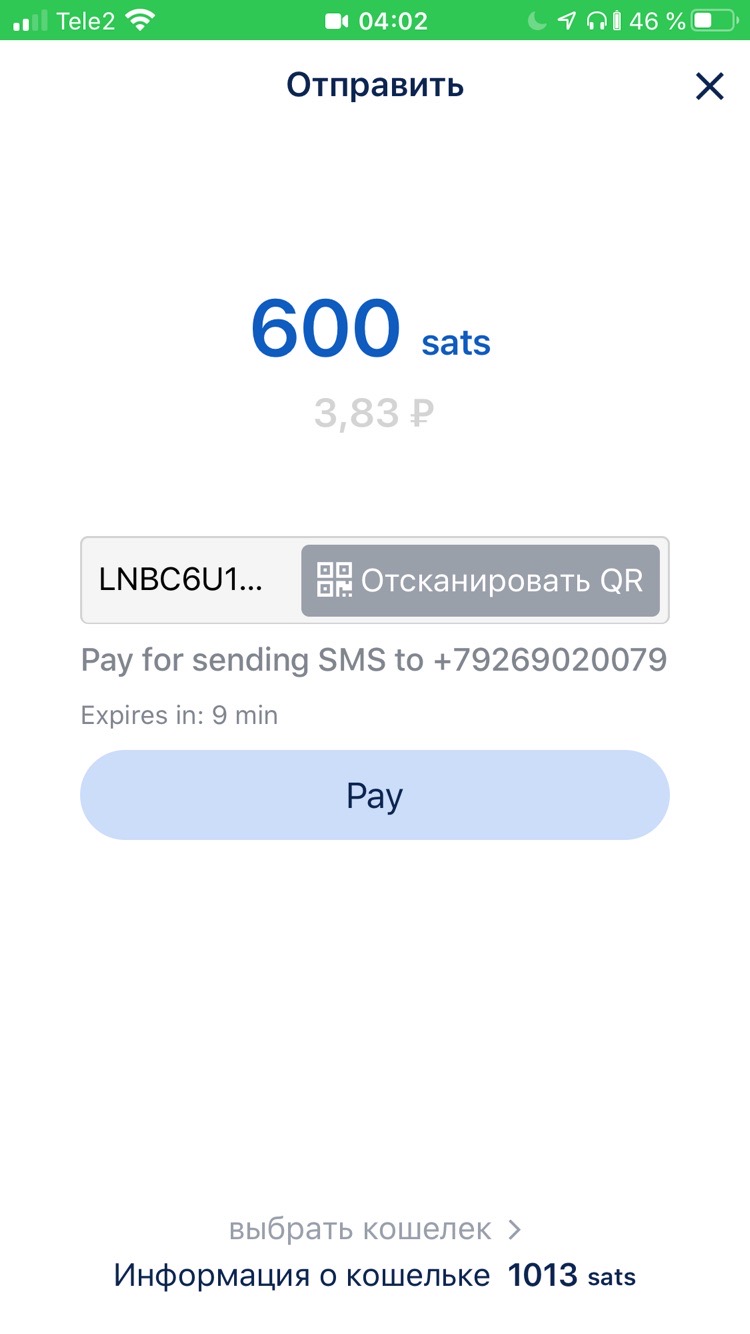 Tele2 04:02 46 %
Отправить
600 sats
3,83 ₽
LNBC6U1... Отсканировать QR
Pay for sending SMS to +79269020079
Expires in: 9 min
Pay
выбрать кошелек
Информация о кошельке 1013 sats